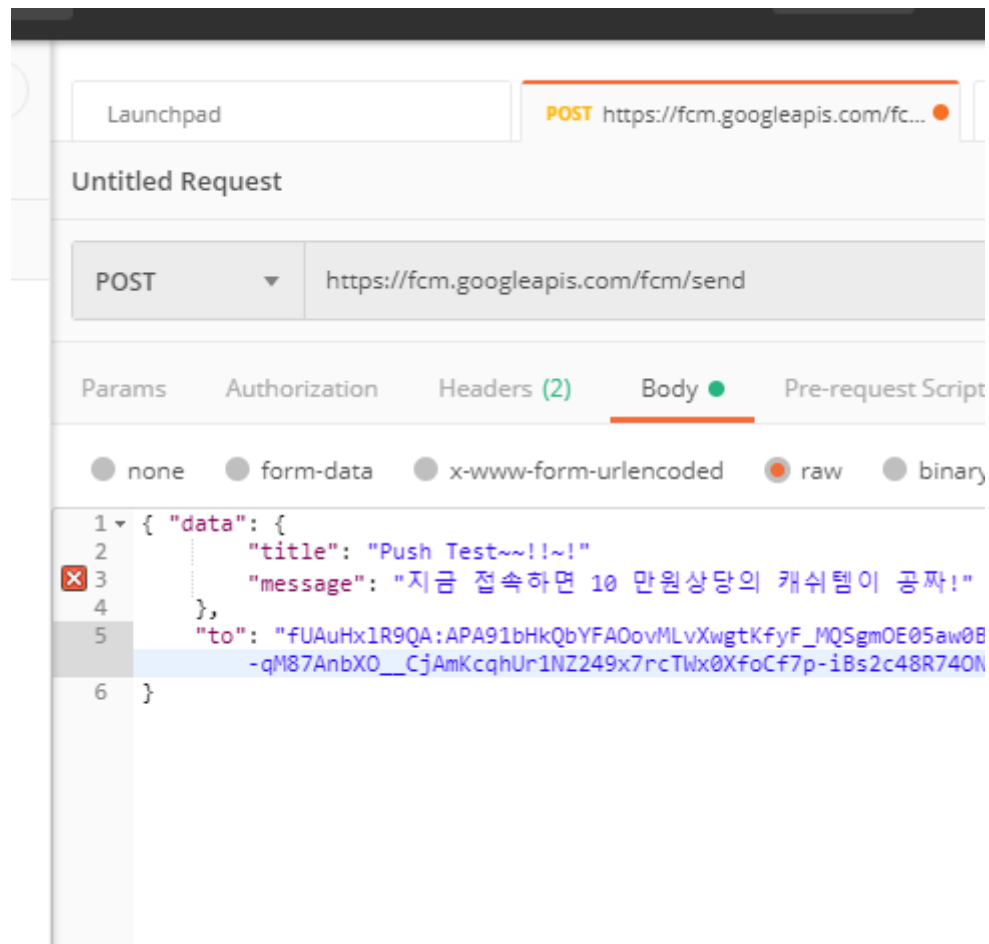 Launchpad
POST https://fcm.googleapis.com/fc...
Untitled Request
POST https://fcm.googleapis.com/fcm/send
Params Authorization Headers (2) Body Pre-request Script
none form-data x-www-form-urlencoded raw binary
1 { "data": {
2 "title": "Push Test~~!!~!"
3 "message": "지금 접속하면 10 만원상당의 캐쉬템이 공짜!"
4 },
5 "to": "fUAuHxlR9QA:APA91bHkQbYFAOovMLvXwgtKfyF_MQSgmOE05aw0B
-qM87AnbXO__CjAmKcqhUr1NZ249x7rcTWx0XfoCf7p-iBs2c48R74ON
6 }